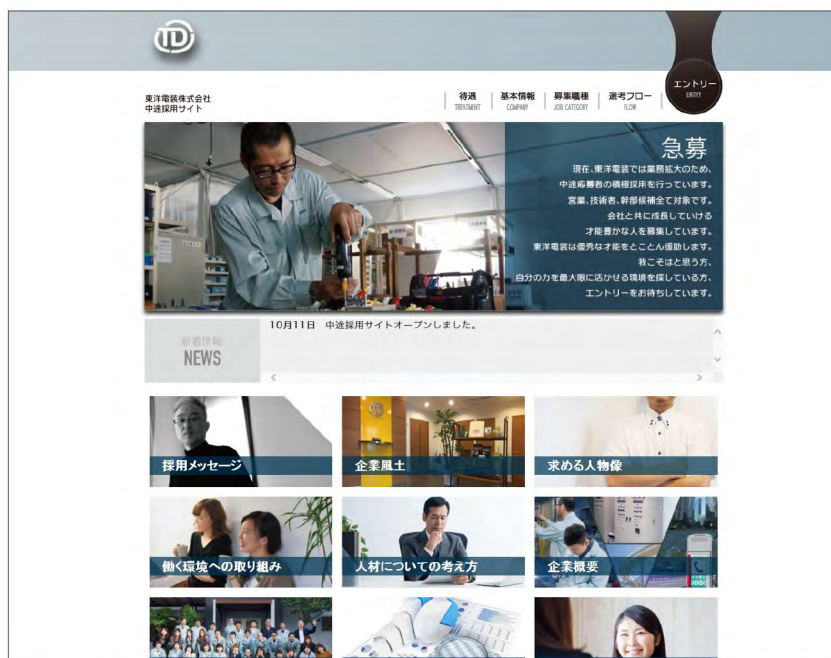 TD
エントリー
ENTRY
東洋電装株式会社
中途採用サイト
待遇
TREATMENT
基本情報
COMPANY
募集職種
JOB CATEGORY
選考フロー
FLOW
急募
現在、東洋電装では業務拡大のため、
中途応募者の積極採用を行っています。
営業、技術者、幹部候補全て対象です。
会社と共に成長していける
才能豊かな人を募集しています。
東洋電装は優秀な才能をとことん援助します。
我こそはと思う方、
自分の力を最大限に活かせる環境を探している方、
エントリーをお待ちしています。
新着情報
NEWS
10月11日 中途採用サイトオープンしました。
採用メッセージ
企業風土
求める人物像
働く環境への取り組み
人材についての考え方
企業概要